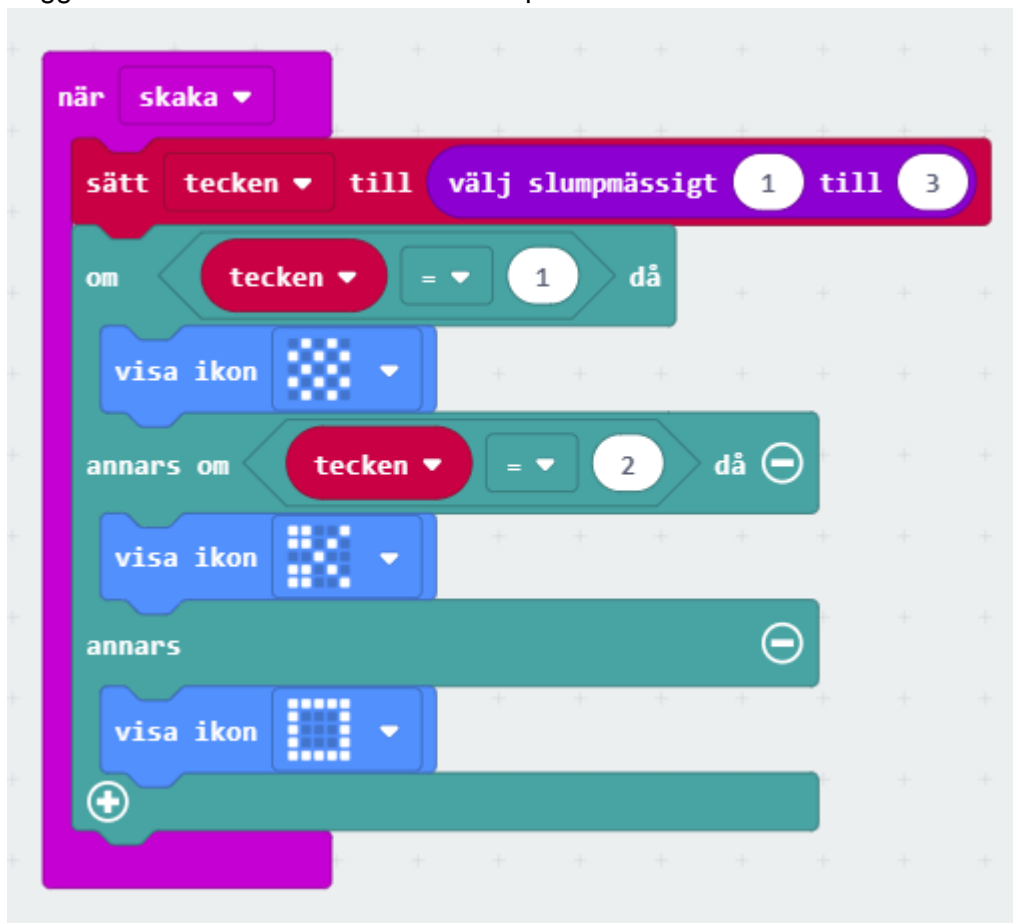 när skaka
sätt tecken till välj slumpmässigt 1 till 3
om tecken = 1 då
visa ikon
annars om tecken = 2 då
visa ikon
annars
visa ikon